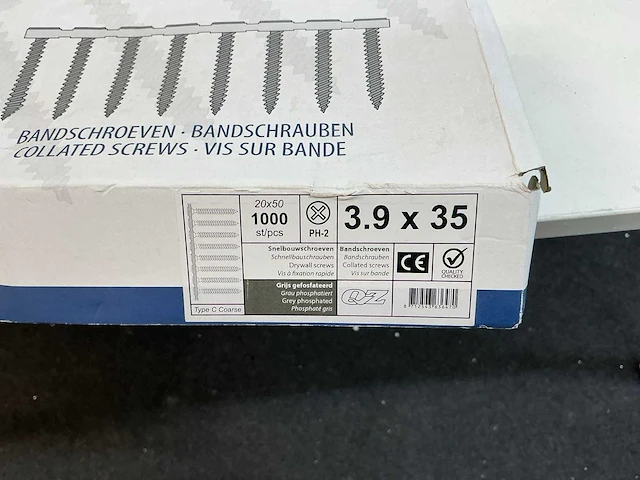 BANDSCHROEVEN · BANDSCHRAUBEN
COLLATED SCREWS · VIS SUR BANDE
20x50
1000
st/pcs
PH-2
3.9 x 35
Snelbouwschroeven
Schnellbauschrauben
Drywall screws
Vis à fixation rapide
Bandschroeven
Bandschrauben
Collated screws
Vis sur bande
CE
QUALITY
CHECKED
Grijs gefosfateerd
Grau phosphatiert
Grey phosphated
Phosphaté gris
QZ
Type C Coarse